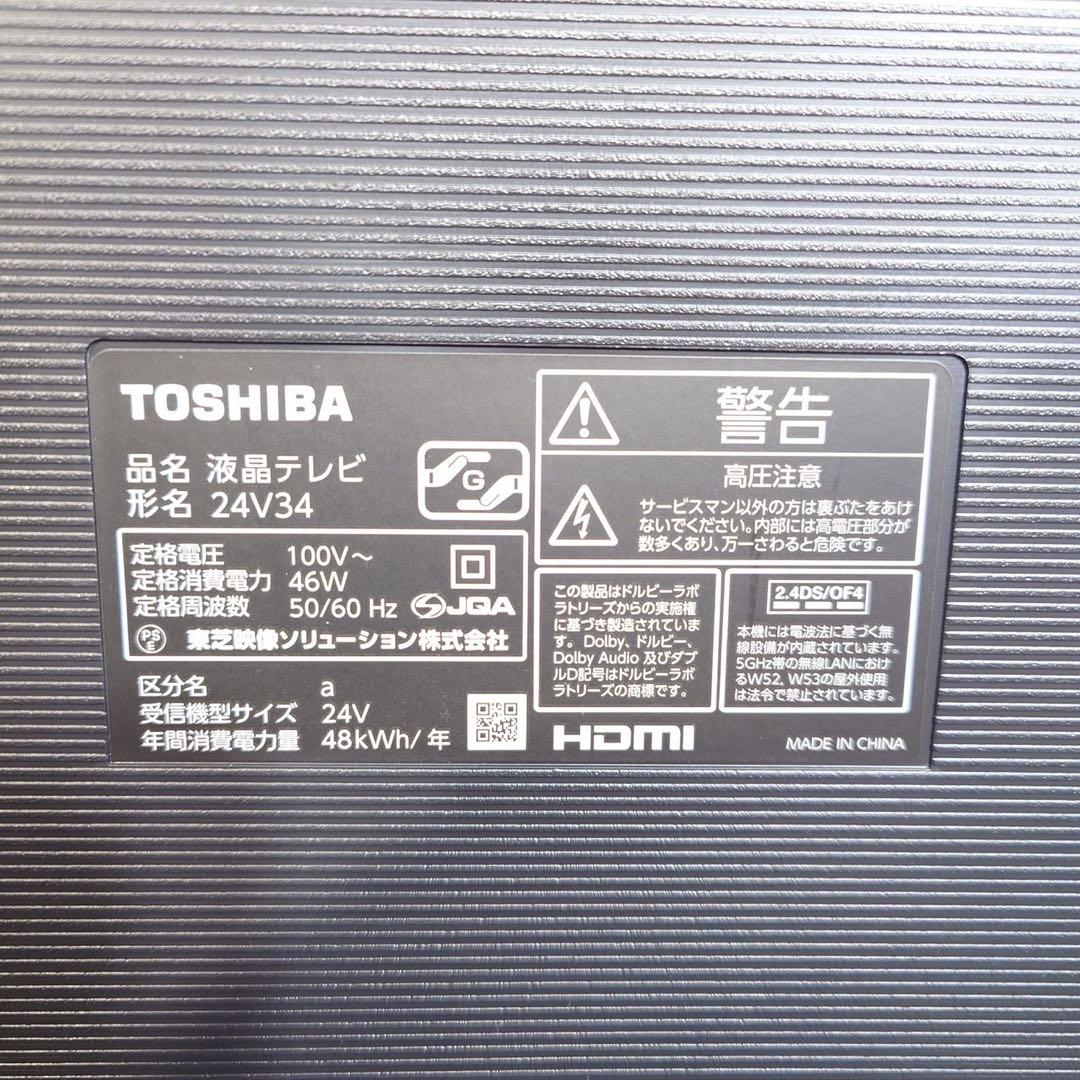 TOSHIBA
品名 液晶テレビ
形名 24V34
G
定格電圧 100V～
定格消費電力 46W
定格周波数 50/60 Hz
JQA
PS
E
東芝映像ソリューション株式会社
区分名 a
受信機型サイズ 24V
年間消費電力量 48kWh/年
警告
高圧注意
サービスマン以外の方は裏ぶたをあけ
ないでください。内部には高電圧部分が
数多くあり、万一さわると危険です。
この製品はドルビーラボ
ラトリーズからの実施権
に基づき製造されていま
す。Dolby、ドルビー、
Dolby Audio 及びダブ
ルD記号はドルビーラボ
ラトリーズの商標です。
2.4DS/OF4
本機には電波法に基づく無
線設備が内蔵されています。
5GHz帯の無線LANにおけ
るW52, W53の屋外使用
は法令で禁止されています。
HDMI
MADE IN CHINA